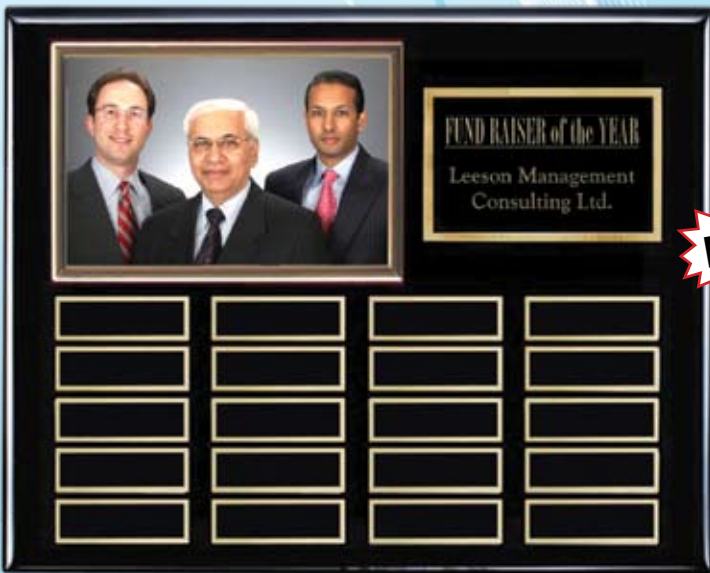 FUND RAISER of the YEAR
Leeson Management
Consulting Ltd.